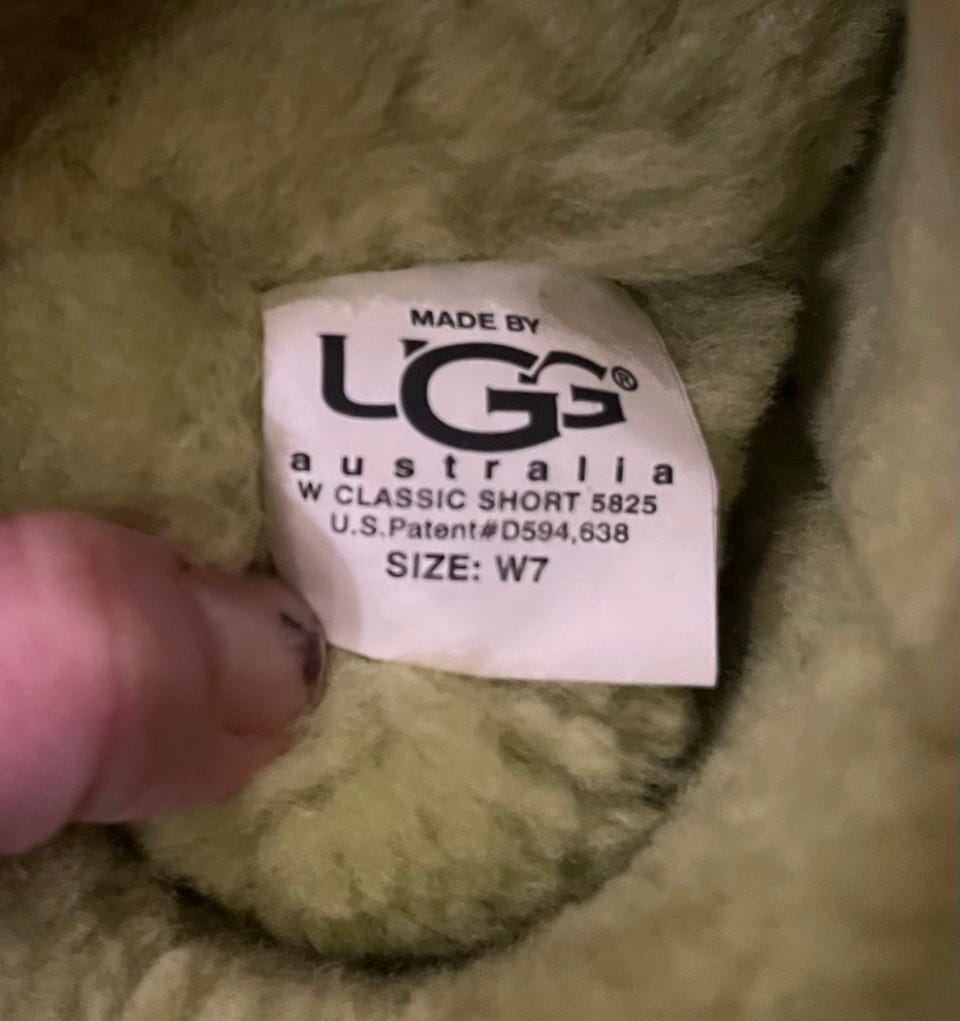 MADE BY
UGG®
australia
W CLASSIC SHORT 5825
U.S.Patent#D594,638
SIZE: W7